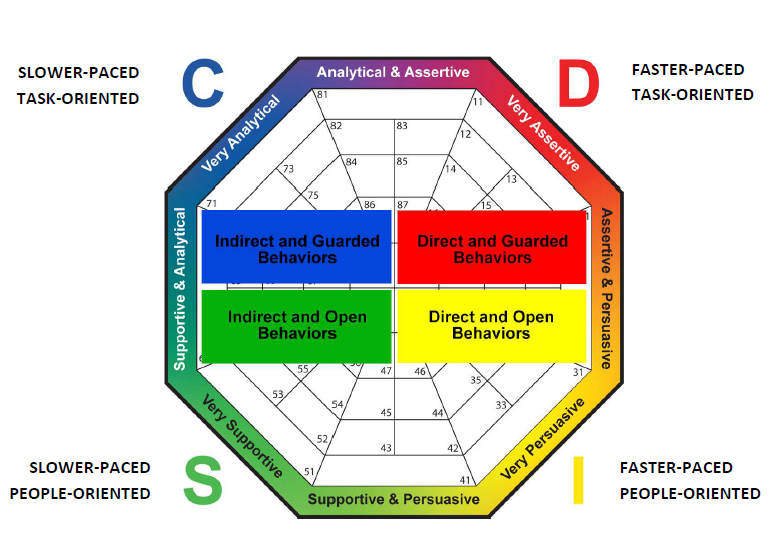 SLOWER-PACED
TASK-ORIENTED
C
D
FASTER-PACED
TASK-ORIENTED
Analytical & Assertive
Very Analytical
Very Assertive
81
11
82
83
12
84
85
14
73
13
75
15
71
86
87
Supportive & Analytical
Assertive & Persuasive
Indirect and Guarded
Behaviors
Direct and Guarded
Behaviors
Indirect and Open
Behaviors
Direct and Open
Behaviors
55
47
46
35
31
53
54
45
44
33
52
43
42
51
41
Very Supportive
Very Persuasive
Supportive & Persuasive
SLOWER-PACED
PEOPLE-ORIENTED
S
I
FASTER-PACED
PEOPLE-ORIENTED